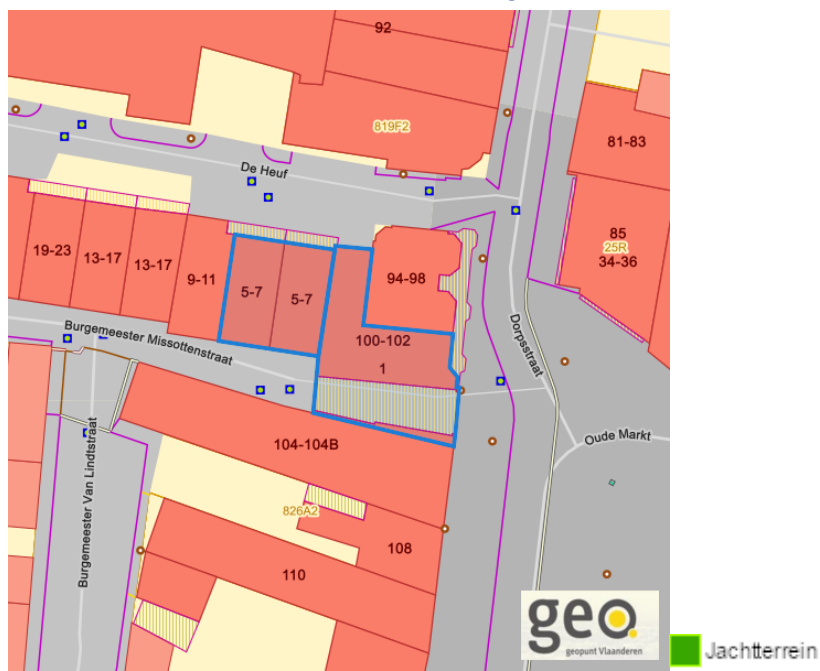 92
819F2
81-83
De Heuf
85
25R
34-36
19-23
13-17
13-17
9-11
5-7
5-7
94-98
100-102
1
Burgemeester Missottenstraat
Dorpsstraat
Oude Markt
104-104B
Burgemeester Van Lindtstraat
826A2
108
110
geo
geopunt Vlaanderen
Jachtterrein